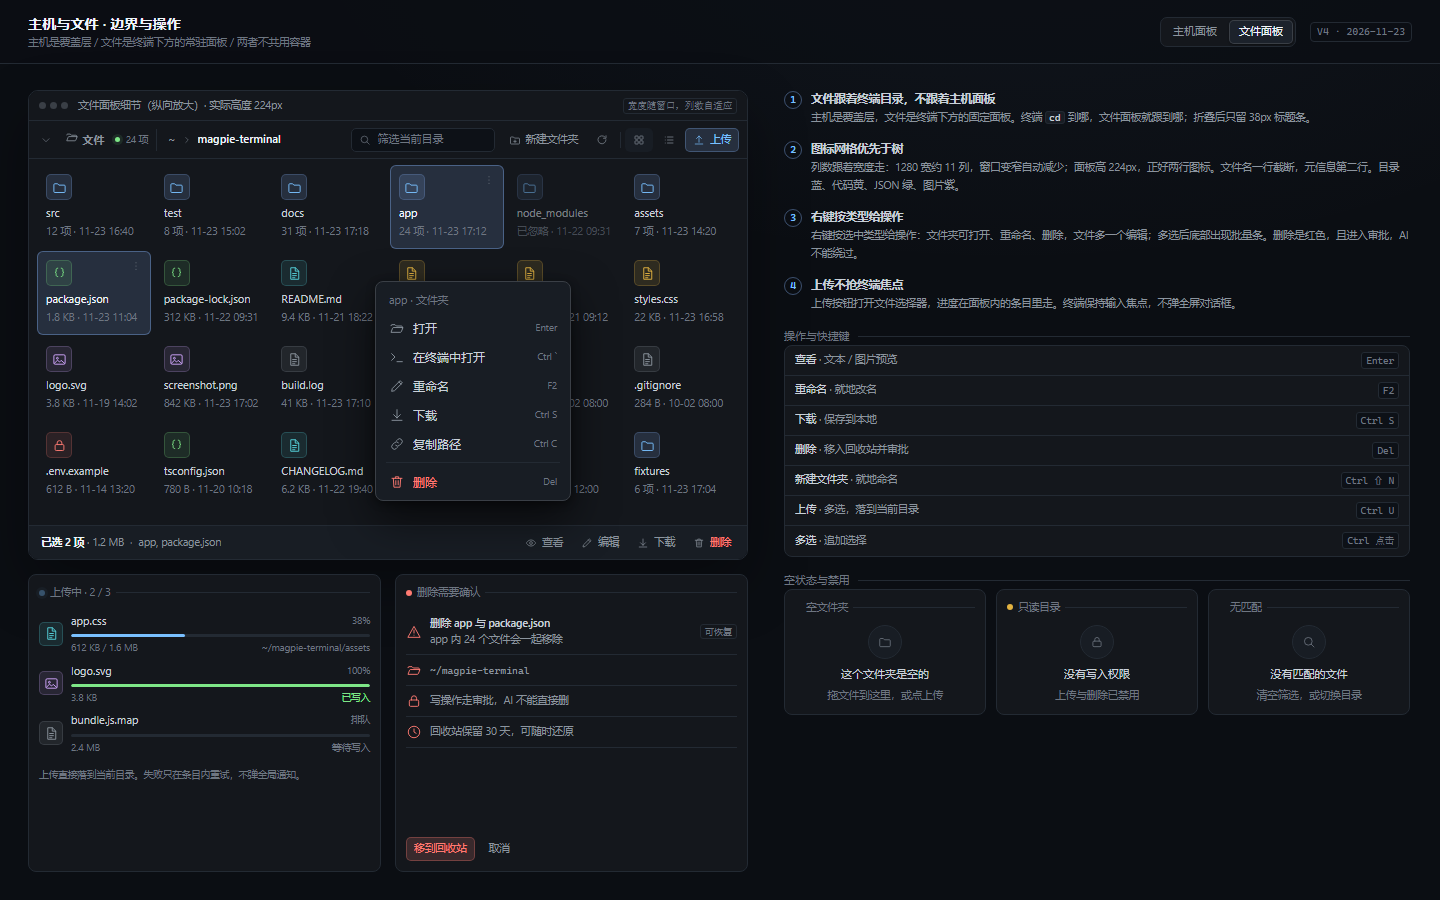 主机与文件 · 边界与操作
主机是覆盖层 / 文件是终端下方的常驻面板 / 两者不共用容器
主机面板
文件面板
V4 · 2026-11-23
文件面板细节（纵向放大）· 实际高度 224px
宽度随窗口，列数自适应
文件
24 项
~ › magpie-terminal
筛选当前目录
新建文件夹
上传
src
12 项 · 11-23 16:40
test
8 项 · 11-23 15:02
docs
31 项 · 11-23 17:18
app
24 项 · 11-23 17:12
node_modules
已忽略 · 11-22 09:31
assets
7 项 · 11-23 14:20
package.json
1.8 KB · 11-23 11:04
package-lock.json
312 KB · 11-22 09:31
README.md
9.4 KB · 11-21 18:22
21 09:12
styles.css
22 KB · 11-23 16:58
logo.svg
3.8 KB · 11-19 14:02
screenshot.png
842 KB · 11-23 17:02
build.log
41 KB · 11-23 17:10
02 08:00
.gitignore
284 B · 10-02 08:00
.env.example
612 B · 11-14 13:20
tsconfig.json
780 B · 11-20 10:18
CHANGELOG.md
6.2 KB · 11-22 19:40
12:00
fixtures
6 项 · 11-23 17:04
app · 文件夹
打开 Enter
在终端中打开 Ctrl `
重命名 F2
下载 Ctrl S
复制路径 Ctrl C
删除 Del
已选 2 项 · 1.2 MB · app, package.json
查看
编辑
下载
删除
上传中 · 2 / 3
app.css 38%
612 KB / 1.6 MB ~/magpie-terminal/assets
logo.svg 100%
3.8 KB 已写入
bundle.js.map 排队
2.4 MB 等待写入
上传直接落到当前目录。失败只在条目内重试，不弹全局通知。
删除需要确认
删除 app 与 package.json
app 内 24 个文件会一起移除
可恢复
~/magpie-terminal
写操作走审批，AI 不能直接删
回收站保留 30 天，可随时还原
移到回收站
取消
1 文件跟着终端目录，不跟着主机面板
主机是覆盖层，文件是终端下方的固定面板。终端 cd 到哪，文件面板就跟到哪；折叠后只留 38px 标题条。
2 图标网格优先于树
列数跟着宽度走：1280 宽约 11 列，窗口变窄自动减少；面板高 224px，正好两行图标。文件名一行截断，元信息第二行。目录
蓝、代码黄、JSON 绿、图片紫。
3 右键按类型给操作
右键按选中类型给操作：文件夹可打开、重命名、删除，文件多一个编辑；多选后底部出现批量条。删除是红色，且进入审批，AI
不能绕过。
4 上传不抢终端焦点
上传按钮打开文件选择器，进度在面板内的条目里走。终端保持输入焦点，不弹全屏对话框。
操作与快捷键
查看 · 文本 / 图片预览 Enter
重命名 · 就地改名 F2
下载 · 保存到本地 Ctrl S
删除 · 移入回收站并审批 Del
新建文件夹 · 就地命名 Ctrl ⇧ N
上传 · 多选，落到当前目录 Ctrl U
多选 · 追加选择 Ctrl 点击
空状态与禁用
空文件夹
这个文件夹是空的
拖文件到这里，或点上传
只读目录
没有写入权限
上传与删除已禁用
无匹配
没有匹配的文件
清空筛选，或切换目录